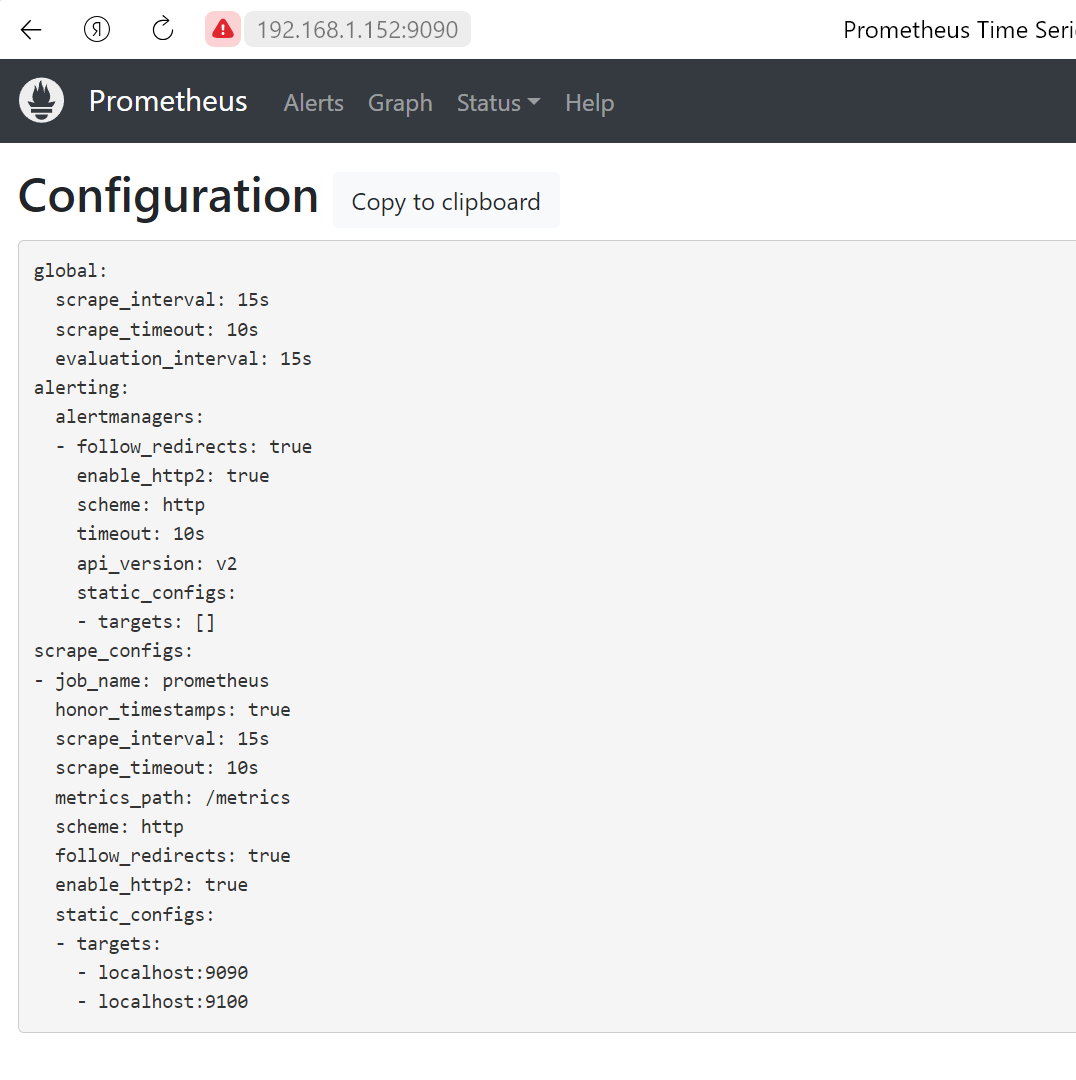 Я 192.168.1.152:9090 Prometheus Time Seri
Prometheus Alerts Graph Status Help
Configuration Copy to clipboard
global:
  scrape_interval: 15s
  scrape_timeout: 10s
  evaluation_interval: 15s
alerting:
  alertmanagers:
  - follow_redirects: true
    enable_http2: true
    scheme: http
    timeout: 10s
    api_version: v2
    static_configs:
    - targets: []
scrape_configs:
- job_name: prometheus
  honor_timestamps: true
  scrape_interval: 15s
  scrape_timeout: 10s
  metrics_path: /metrics
  scheme: http
  follow_redirects: true
  enable_http2: true
  static_configs:
  - targets:
    - localhost:9090
    - localhost:9100